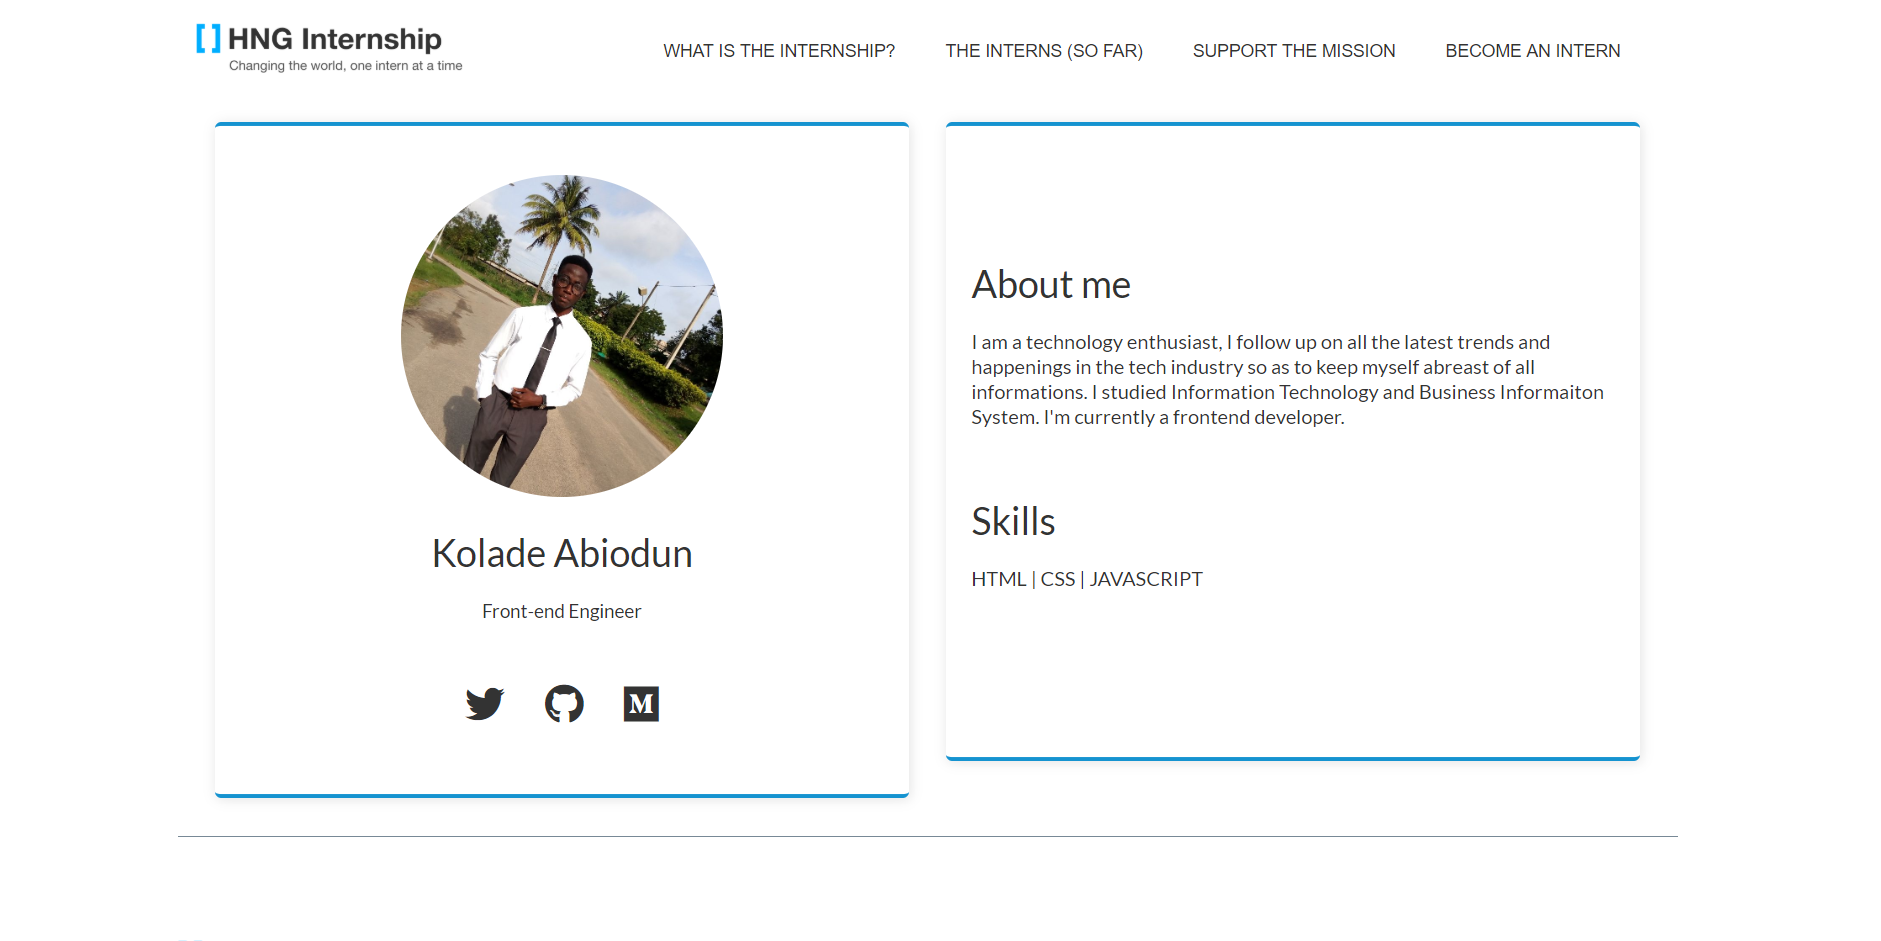 HNG Internship
Changing the world, one intern at a time
WHAT IS THE INTERNSHIP?
THE INTERNS (SO FAR)
SUPPORT THE MISSION
BECOME AN INTERN
Kolade Abiodun
Front-end Engineer
M
About me
I am a technology enthusiast, I follow up on all the latest trends and
happenings in the tech industry so as to keep myself abreast of all
informations. I studied Information Technology and Business Informaiton
System. I'm currently a frontend developer.
Skills
HTML | CSS | JAVASCRIPT